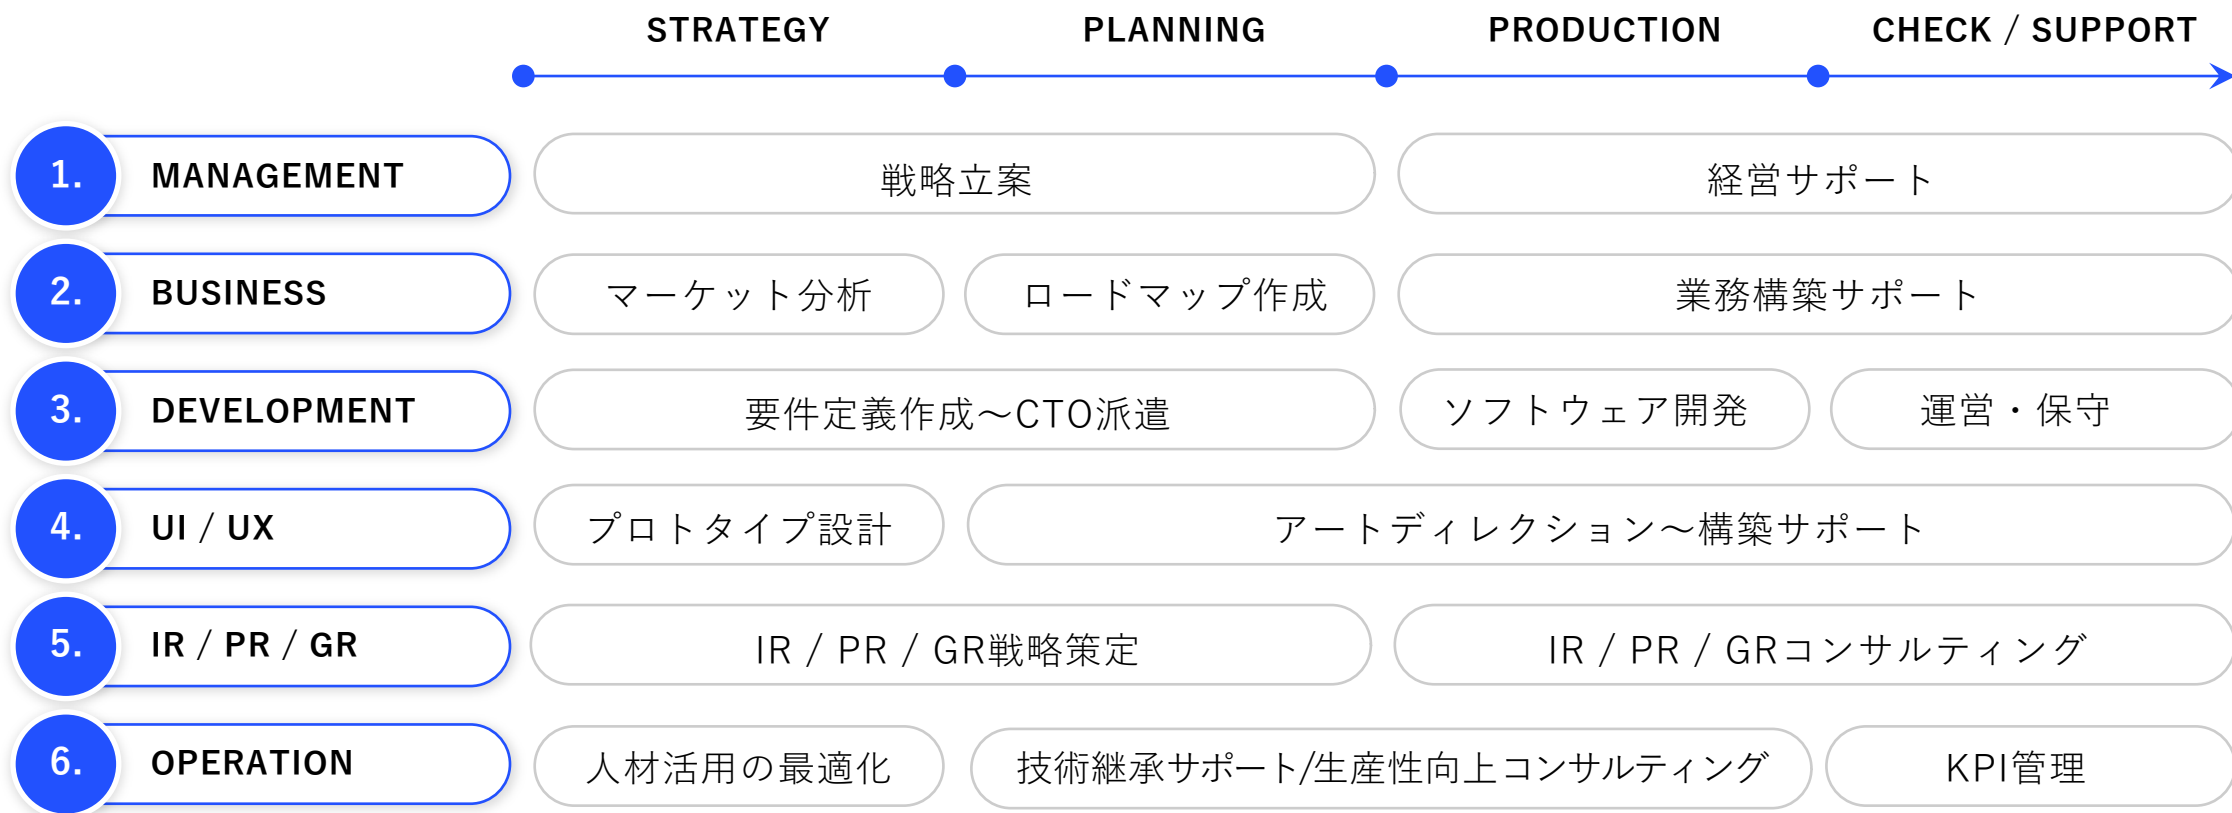 STRATEGY PLANNING PRODUCTION CHECK / SUPPORT
1. MANAGEMENT 戦略立案 経営サポート
2. BUSINESS マーケット分析 ロードマップ作成 業務構築サポート
3. DEVELOPMENT 要件定義作成〜CTO派遣 ソフトウェア開発 運営・保守
4. UI / UX プロトタイプ設計 アートディレクション〜構築サポート
5. IR / PR / GR IR / PR / GR戦略策定 IR / PR / GRコンサルティング
6. OPERATION 人材活用の最適化 技術継承サポート/生産性向上コンサルティング KPI管理